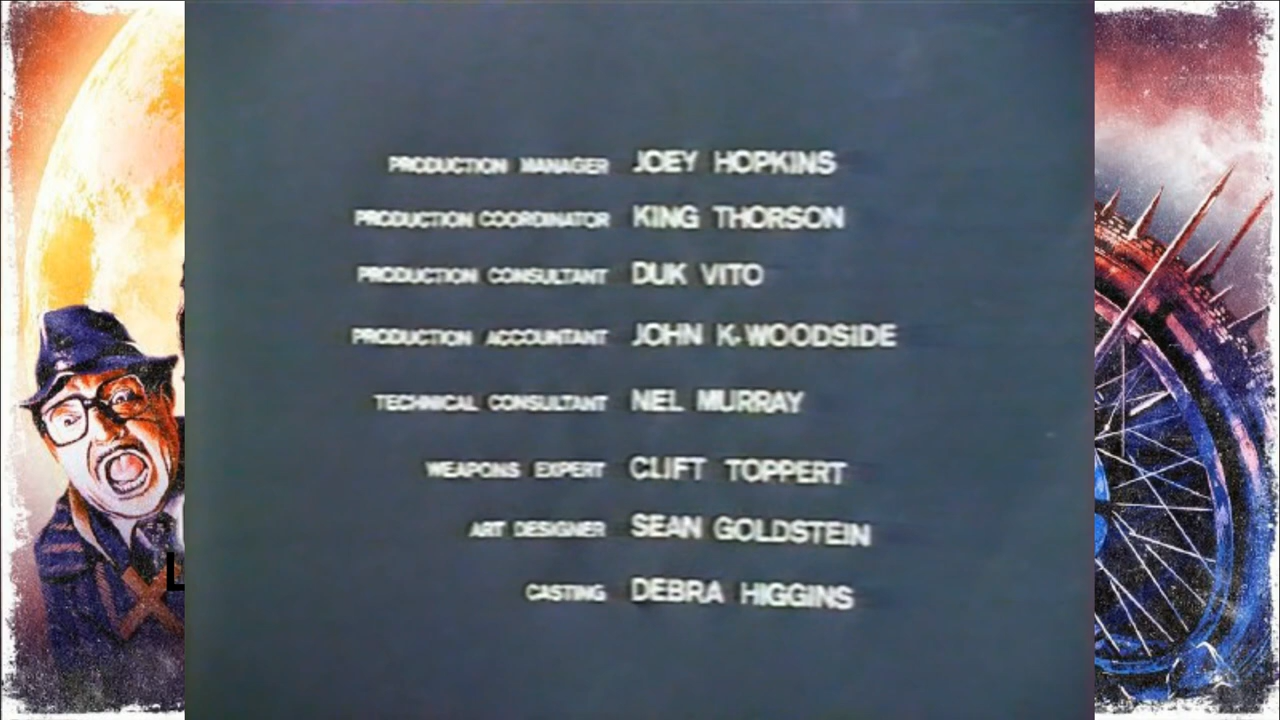 PRODUCTION MANAGER JOEY HOPKINS
PRODUCTION COORDINATOR KING THORSON
PRODUCTION CONSULTANT DUK VITO
PRODUCTION ACCOUNTANT JOHN K. WOODSIDE
TECHNICAL CONSULTANT NEL MURRAY
WEAPONS EXPERT CLIFT TOPPERT
ART DESIGNER SEAN GOLDSTEIN
CASTING DEBRA HIGGINS
L